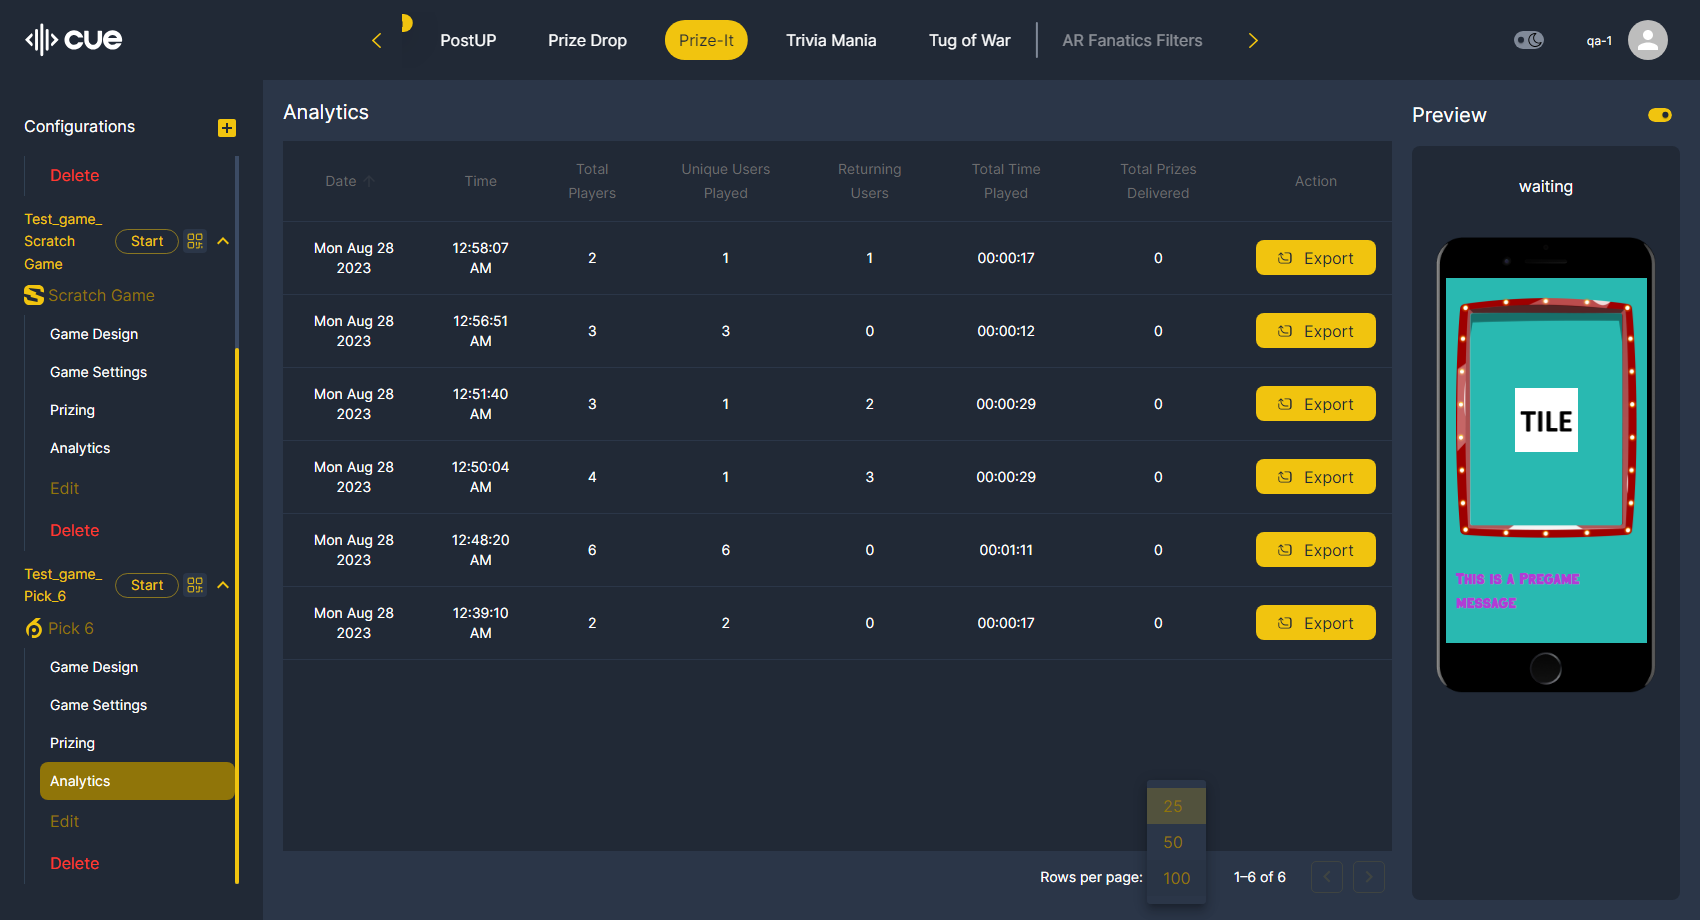 cue
PostUP
Prize Drop
Prize-It
Trivia Mania
Tug of War
AR Fanatics Filters
qa-1
Configurations
Delete
Test_game_
Scratch
Game
Start
Scratch Game
Game Design
Game Settings
Prizing
Analytics
Edit
Delete
Test_game_
Pick_6
Start
Pick 6
Game Design
Game Settings
Prizing
Analytics
Edit
Delete
Analytics
Date
Time
Total
Players
Unique Users
Played
Returning
Users
Total Time
Played
Total Prizes
Delivered
Action
Mon Aug 28
2023
12:58:07
AM
2
1
1
00:00:17
0
Export
Mon Aug 28
2023
12:56:51
AM
3
3
0
00:00:12
0
Export
Mon Aug 28
2023
12:51:40
AM
3
1
2
00:00:29
0
Export
Mon Aug 28
2023
12:50:04
AM
4
1
3
00:00:29
0
Export
Mon Aug 28
2023
12:48:20
AM
6
6
0
00:01:11
0
Export
Mon Aug 28
2023
12:39:10
AM
2
2
0
00:00:17
0
Export
Rows per page:
25
50
100
1–6 of 6
Preview
waiting
TILE
This is a Pregame
message